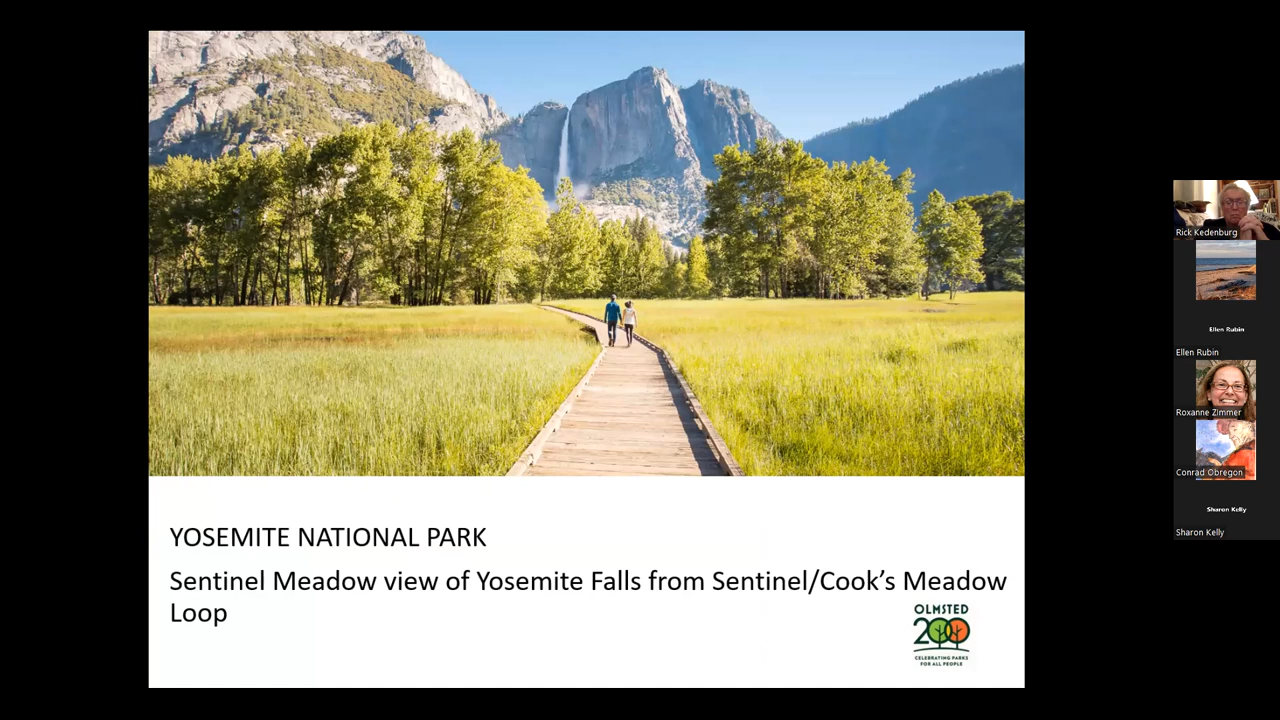 YOSEMITE NATIONAL PARK
Sentinel Meadow view of Yosemite Falls from Sentinel/Cook's Meadow
Loop
OLMSTED
200
CELEBRATING PARKS
FOR ALL PEOPLE
Rick Kedenburg
Ellen Rubin
Ellen Rubin
Roxanne Zimmer
Conrad Obregon
Sharon Kelly
Sharon Kelly